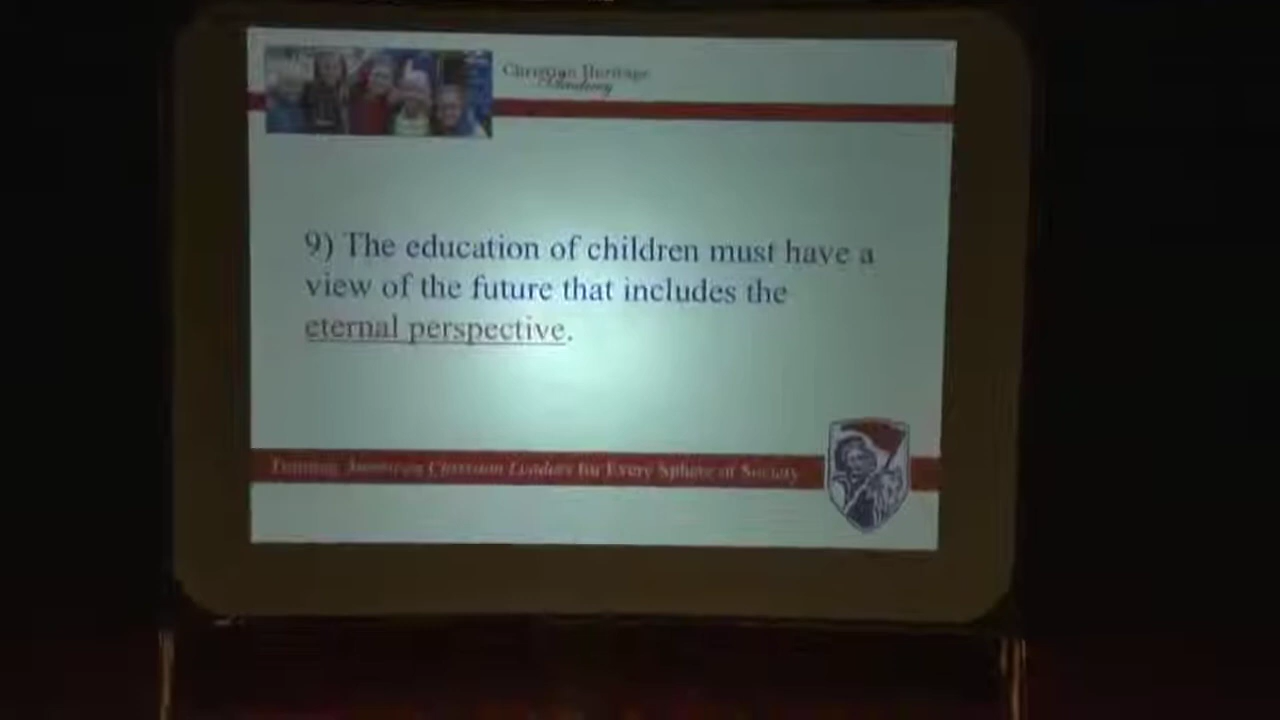 Christian Heritage
Academy
9) The education of children must have a
view of the future that includes the
eternal perspective.
Training American Christian Leaders for Every Sphere of Society